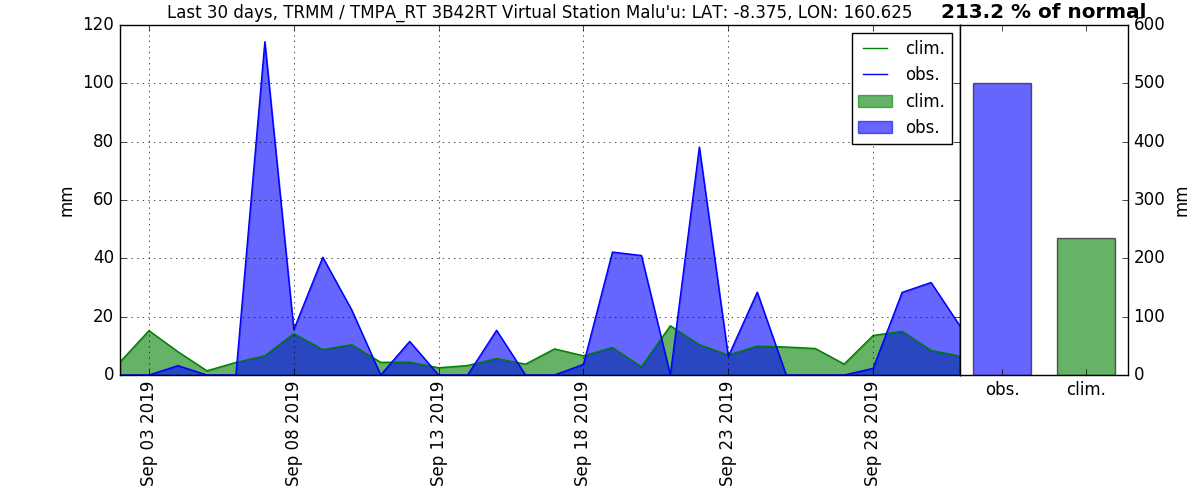 Last 30 days, TRMM / TMPA_RT 3B42RT Virtual Station Malu'u: LAT: -8.375, LON: 160.625
213.2 % of normal
120
100
80
60
40
20
0
mm
clim.
obs.
clim.
obs.
Sep 03 2019
Sep 08 2019
Sep 13 2019
Sep 18 2019
Sep 23 2019
Sep 28 2019
600
500
400
300
200
100
0
mm
obs.
clim.